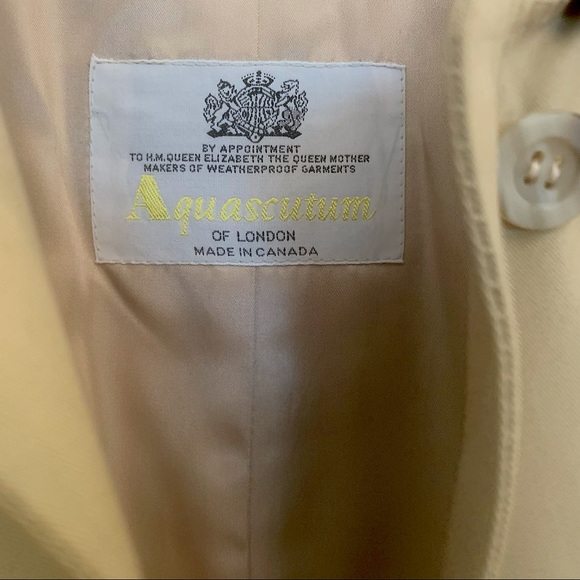 BY APPOINTMENT
TO H.M.QUEEN ELIZABETH THE QUEEN MOTHER
MAKERS OF WEATHERPROOF GARMENTS
Aquascutum
OF LONDON
MADE IN CANADA